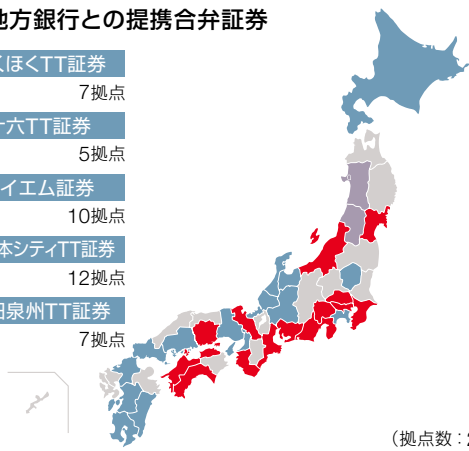 地方銀行との提携合弁証券
くほくTT証券
7拠点
十六TT証券
5拠点
イエム証券
10拠点
本シティTT証券
12拠点
田泉州TT証券
7拠点
(拠点数:2